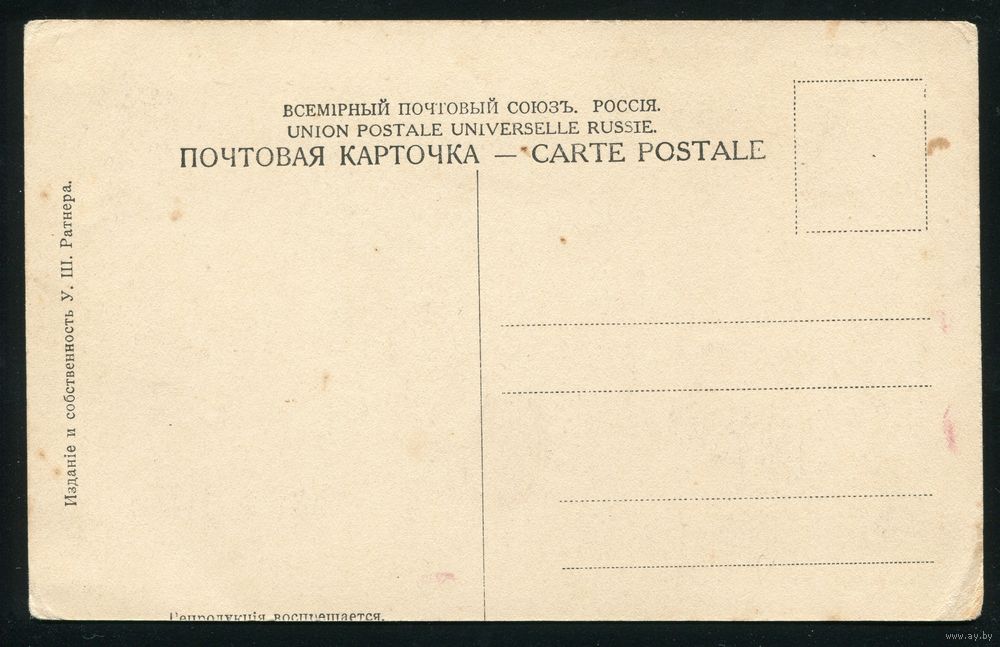 ВСЕМІРНЫЙ ПОЧТОВЫЙ СОЮЗЪ. РОССІЯ.
UNION POSTALE UNIVERSELLE RUSSIE.
ПОЧТОВАЯ КАРТОЧКА — CARTE POSTALE
Изданіе и собственность У. Ш. Ратнера.
Репродукція воспрещается.
www.ay.by